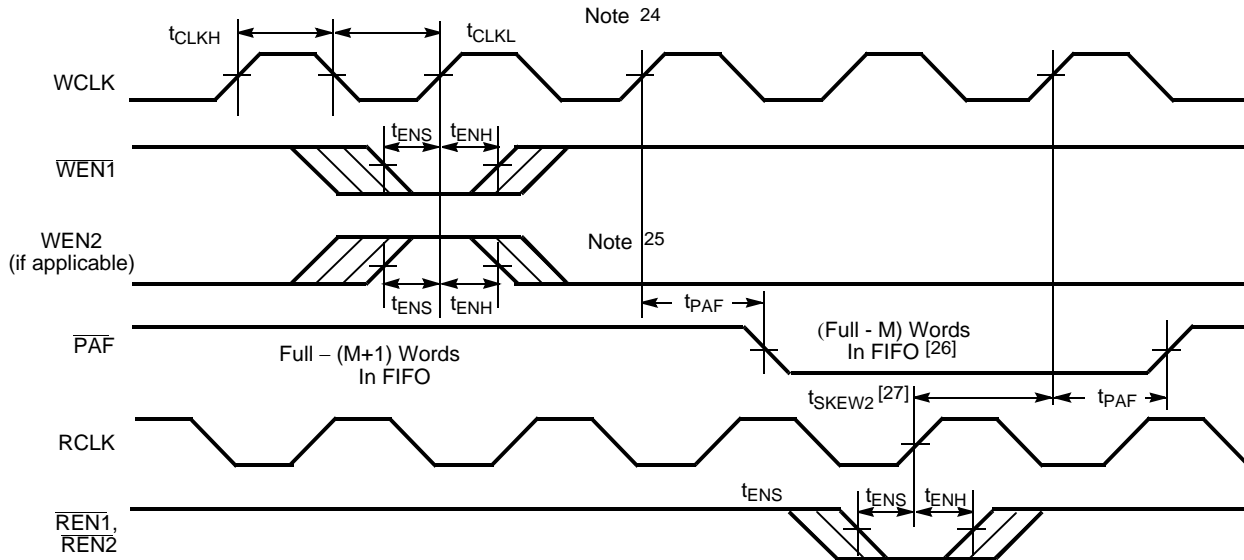 Note 24
tCLKH
tCLKL
WCLK
tENS
tENH
WEN1
WEN2
(if applicable)
Note 25
tENS
tENH
tPAF
PAF
Full – (M+1) Words
In FIFO
(Full - M) Words
In FIFO [26]
tSKEW2 [27]
tPAF
RCLK
tENS
tENS
tENH
REN1,
REN2